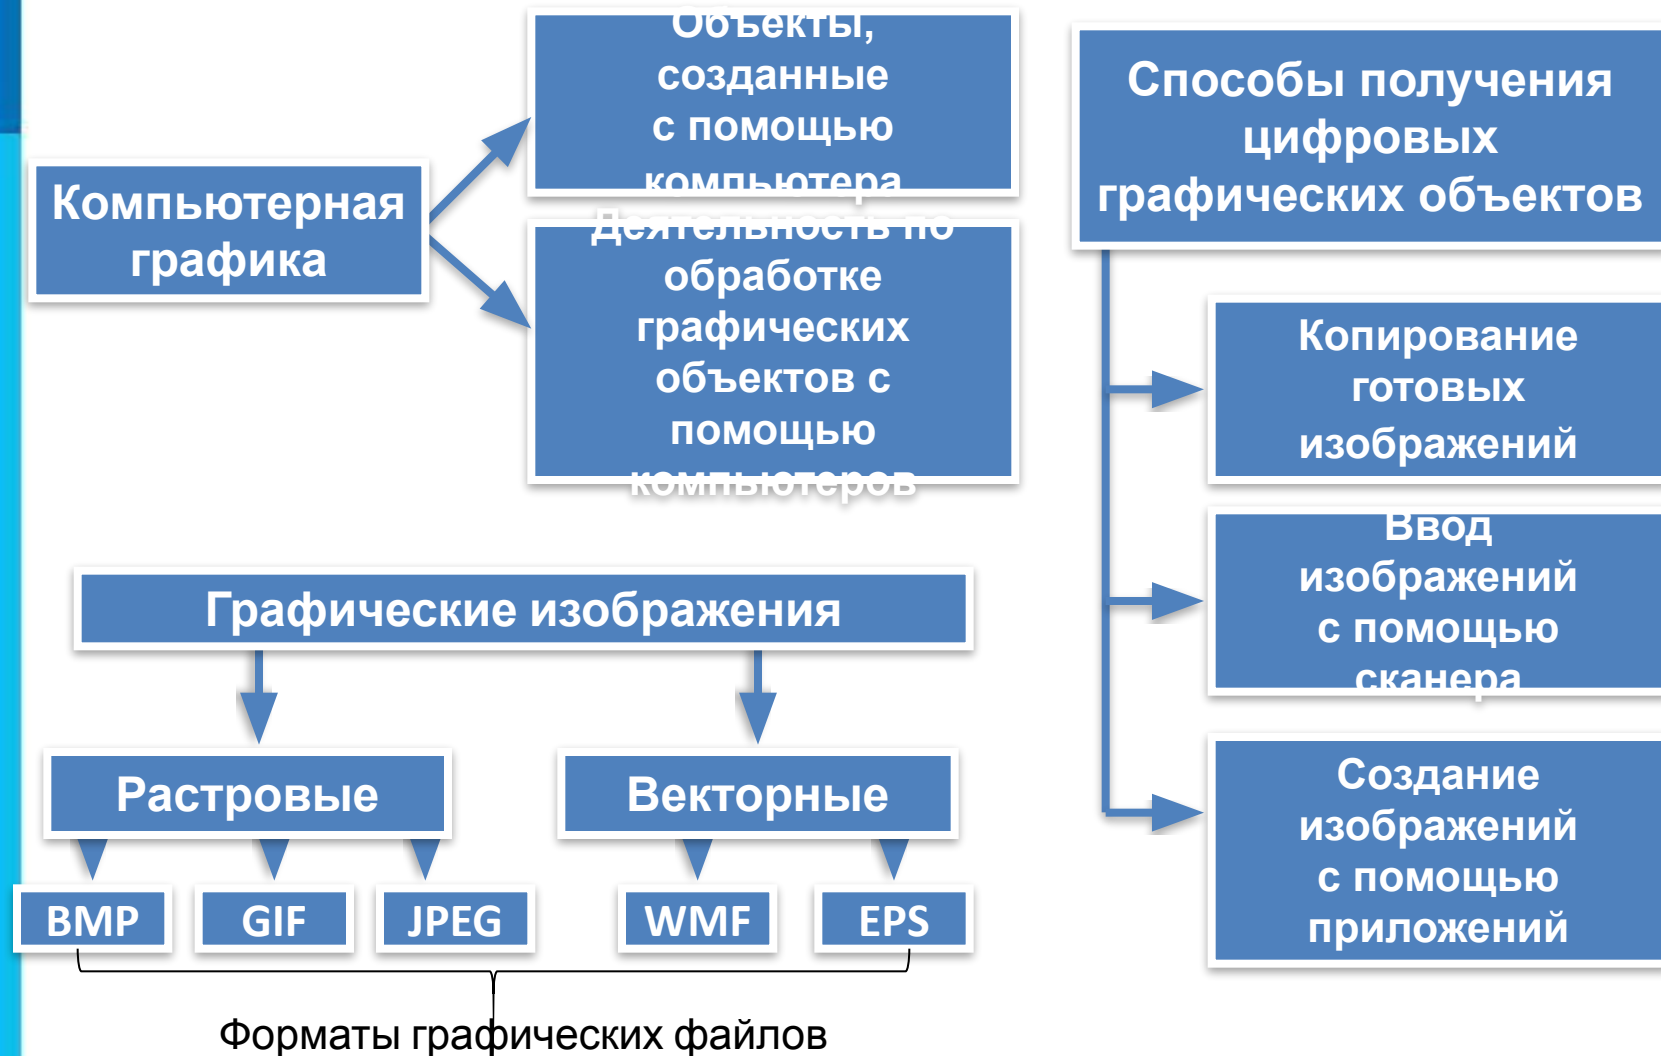 Компьютерная
графика
Объекты,
созданные
с помощью
компьютера
Деятельность по
обработке
графических
объектов с
помощью
компьютеров
Способы получения
цифровых
графических объектов
Копирование
готовых
изображений
Ввод
изображений
с помощью
сканера
Создание
изображений
с помощью
приложений
Графические изображения
Растровые
Векторные
BMP
GIF
JPEG
WMF
EPS
Форматы графических файлов